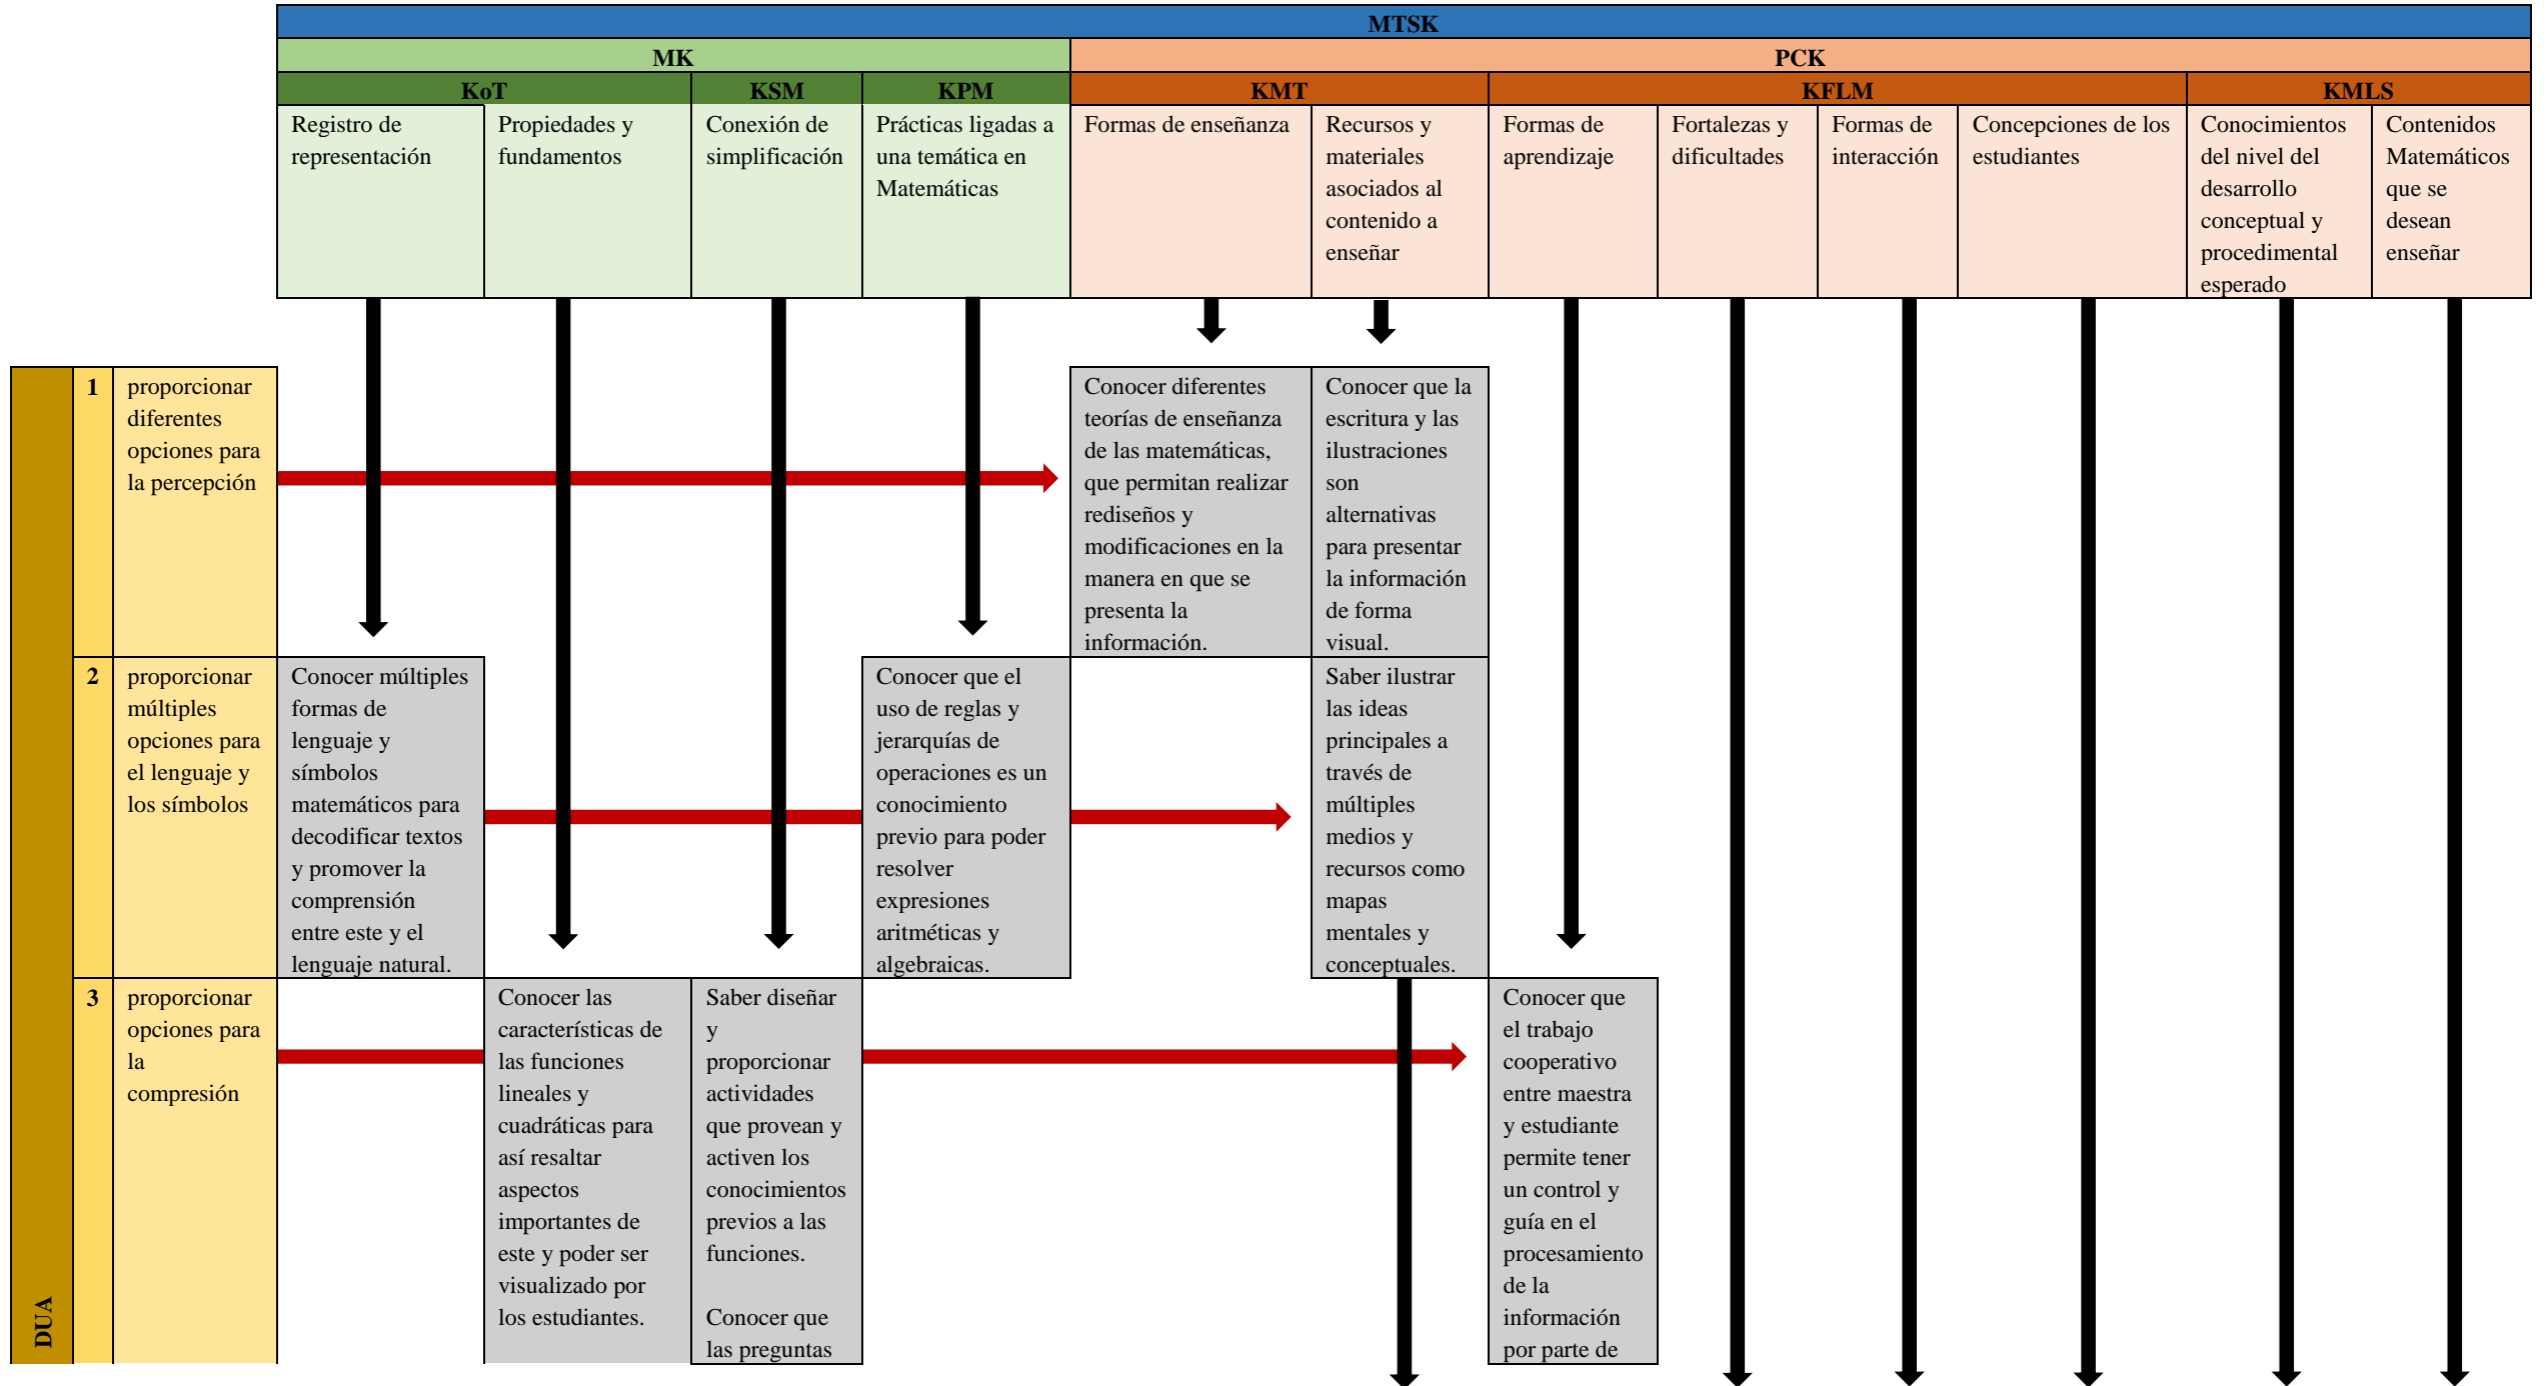 MTSK
MK
PCK
KoT
KSM
KPM
KMT
KFLM
KMLS
Registro de
representación
Propiedades y
fundamentos
Conexión de
simplificación
Prácticas ligadas a
una temática en
Matemáticas
Formas de enseñanza
Recursos y
materiales
asociados al
contenido a
enseñar
Formas de
aprendizaje
Fortalezas y
dificultades
Formas de
interacción
Concepciones de los
estudiantes
Conocimientos
del nivel del
desarrollo
conceptual y
procedimental
esperado
Contenidos
Matemáticos
que se
desean
enseñar
DUA
1
proporcionar
diferentes
opciones para
la percepción
Conocer diferentes
teorías de enseñanza
de las matemáticas,
que permitan realizar
rediseños y
modificaciones en la
manera en que se
presenta la
información.
Conocer que la
escritura y las
ilustraciones
son
alternativas
para presentar
la información
de forma
visual.
2
proporcionar
múltiples
opciones para
el lenguaje y
los símbolos
Conocer múltiples
formas de
lenguaje y
símbolos
matemáticos para
decodificar textos
y promover la
comprensión
entre este y el
lenguaje natural.
Conocer que el
uso de reglas y
jerarquías de
operaciones es un
conocimiento
previo para poder
resolver
expresiones
aritméticas y
algebraicas.
Saber ilustrar
las ideas
principales a
través de
múltiples
medios y
recursos como
mapas
mentales y
conceptuales.
3
proporcionar
opciones para
la
compresión
Conocer las
características de
las funciones
lineales y
cuadráticas para
así resaltar
aspectos
importantes de
este y poder ser
visualizado por
los estudiantes.
Saber diseñar
y
proporcionar
actividades
que provean y
activen los
conocimientos
previos a las
funciones.
Conocer que
las preguntas
Conocer que
el trabajo
cooperativo
entre maestra
y estudiante
permite tener
un control y
guía en el
procesamiento
de la
información
por parte de